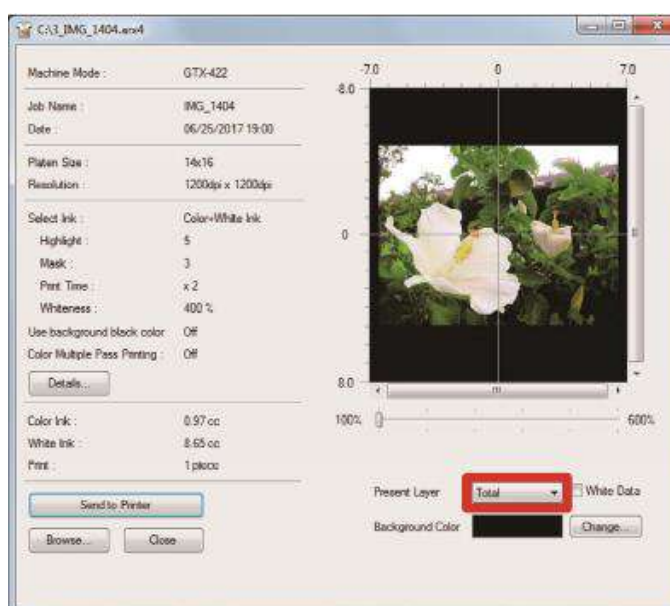 C:\3_IMG_1404.arx4
Machine Mode : GTX-422
Job Name : IMG_1404
Date : 06/25/2017 19:00
Platen Size : 14x16
Resolution : 1200dpi x 1200dpi
Select Ink : Color+White Ink
Highlight : 5
Mask : 3
Print Time : x 2
Whiteness : 400 %
Use background black color Off
Color Multiple Pass Printing : Off
Details...
Color Ink : 0.97 cc
White Ink : 8.65 cc
Print : 1 piece
Send to Printer
Browse... Close
-7.0 0 7.0
-8.0
0
8.0
100% 600%
Present Layer Total White Data
Background Color Change...